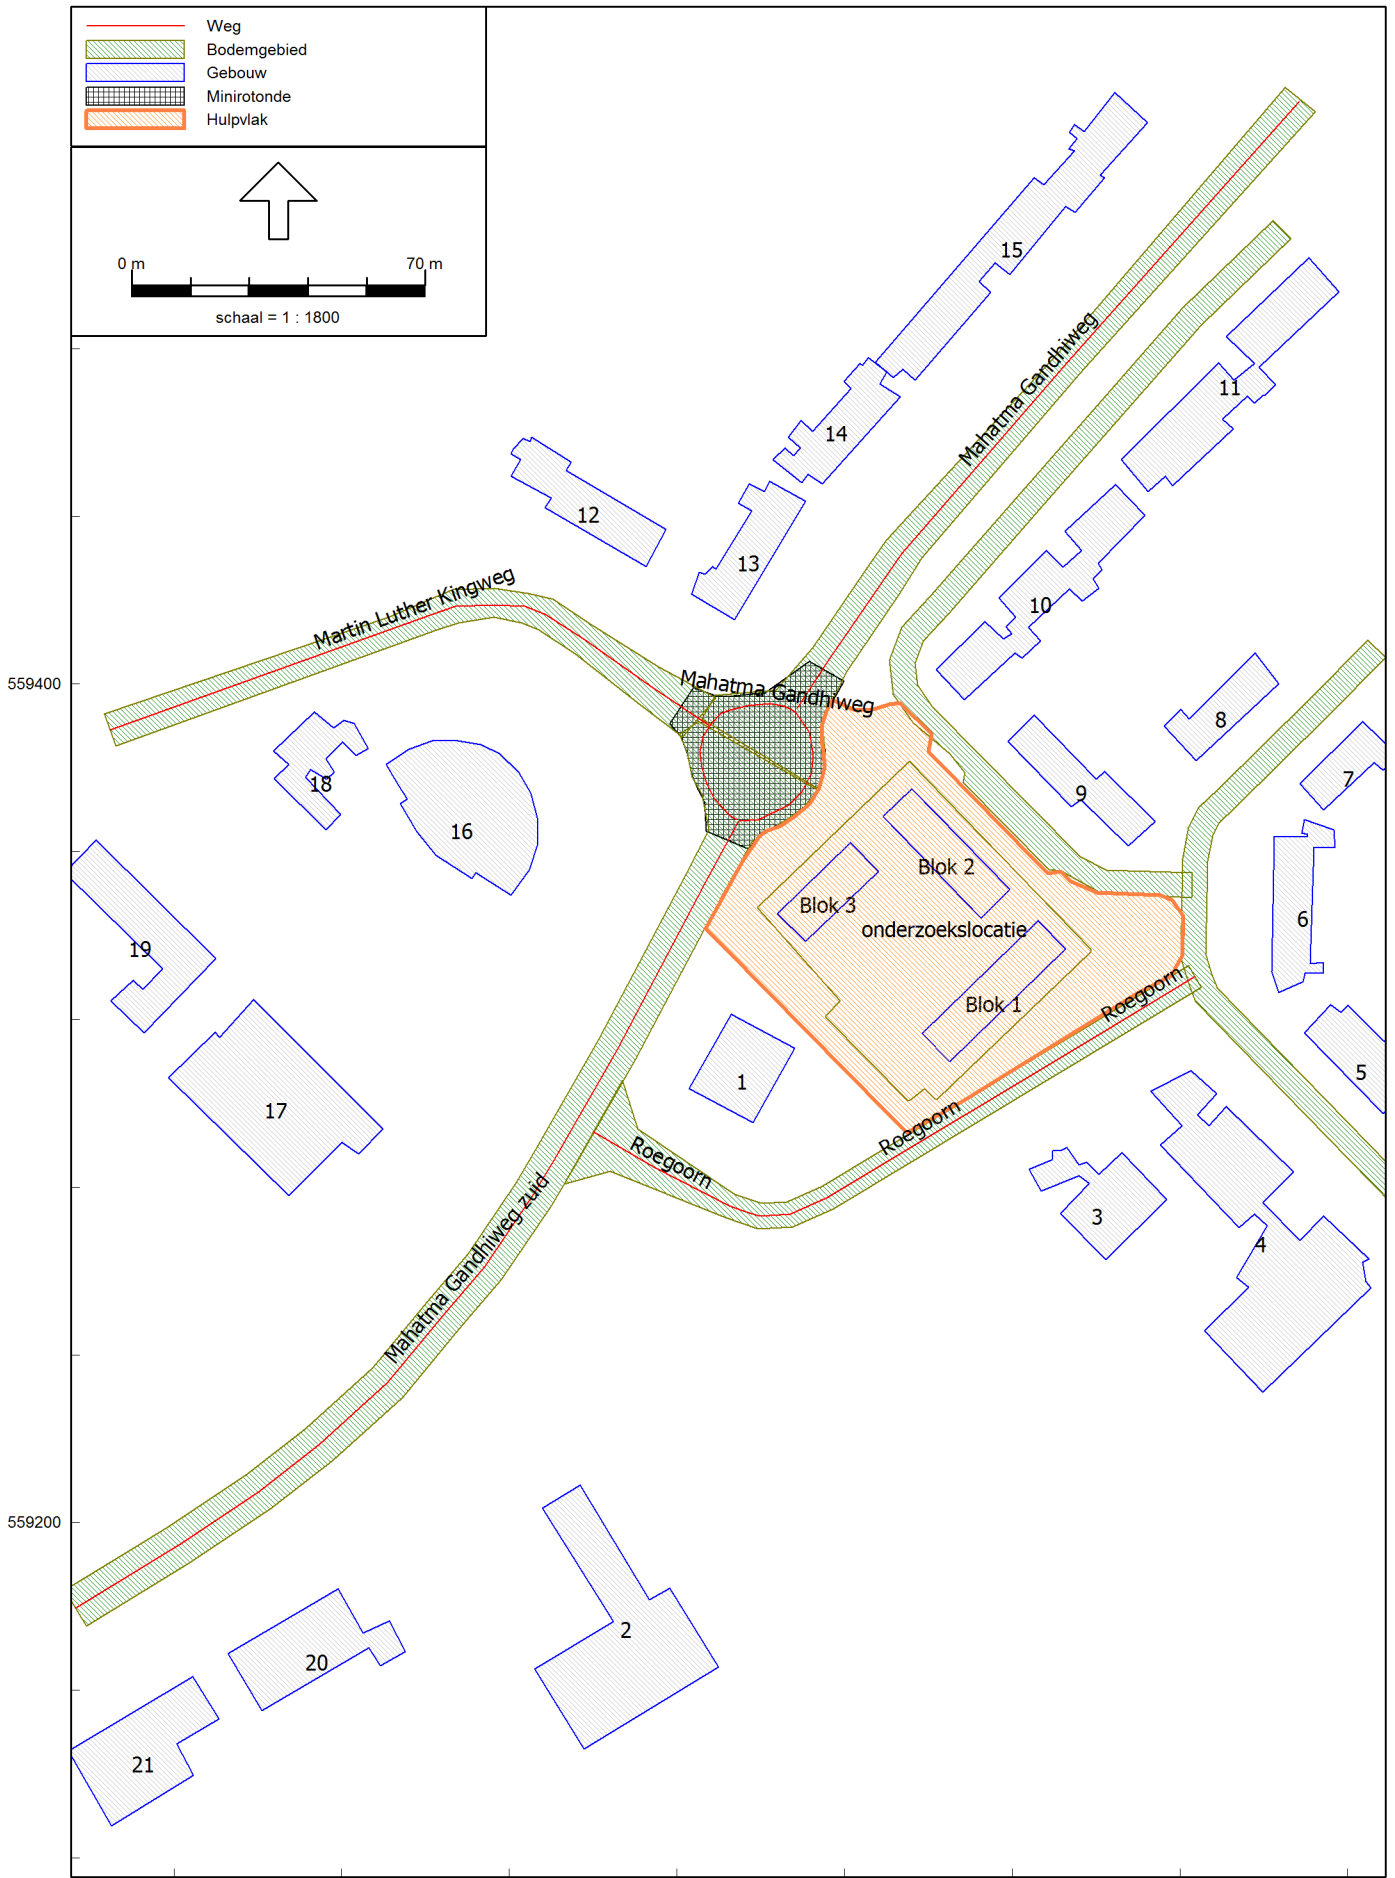 Weg
Bodemgebied
Gebouw
Minirotonde
Hulpvlak
0 m
70 m
schaal = 1 : 1800
15
Mahatma Gandhiweg
11
14
12
13
Martin Luther Kingweg
10
Mahatma Gandhiweg
559400
8
7
18
9
16
Blok 2
Blok 3
6
onderzoekslocatie
19
Roegoorn
Blok 1
5
1
17
Roegoorn
Roegoorn
3
4
Mahatma Gandhiweg zuid
559200
2
20
21